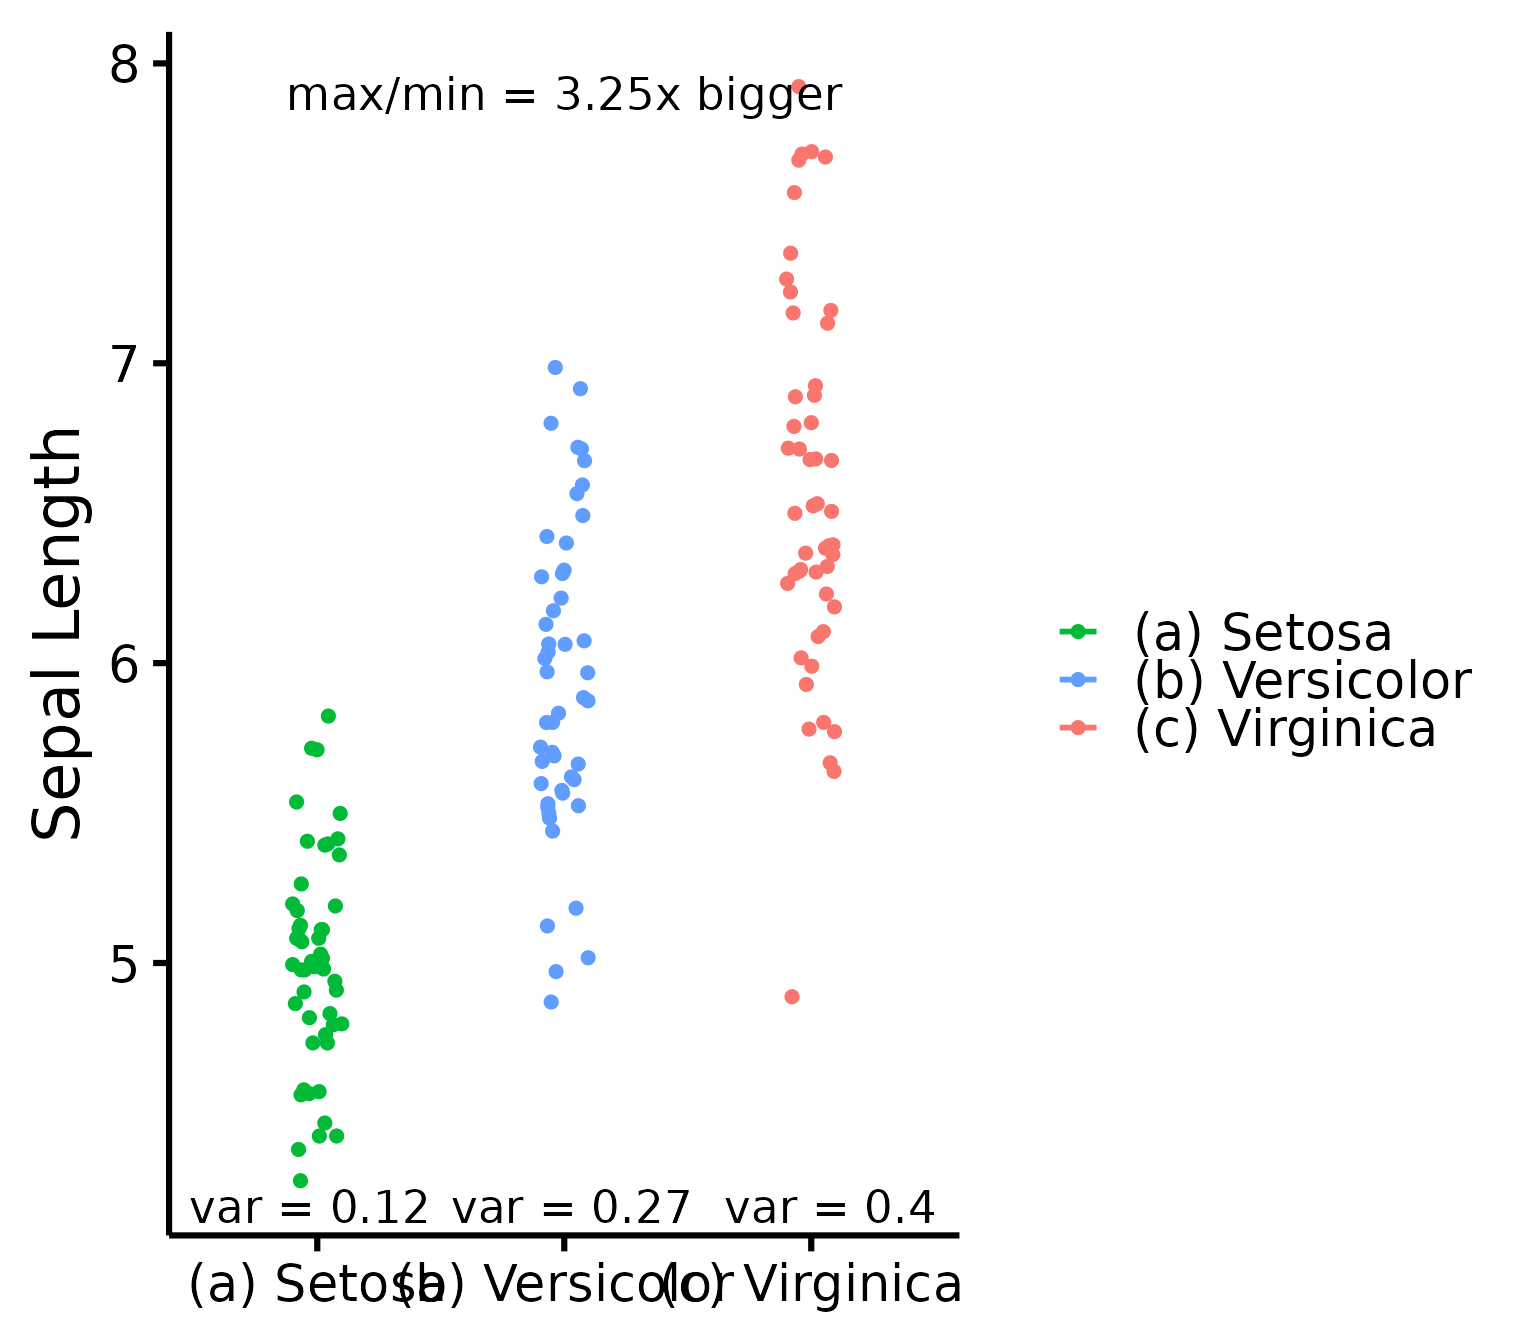 8
max/min = 3.25x bigger
7
6
5
Sepal Length
var = 0.12
var = 0.27
var = 0.4
(a) Setosa
(b) Versicolor
(c) Virginica
(a) Setosa
(b) Versicolor
(c) Virginica